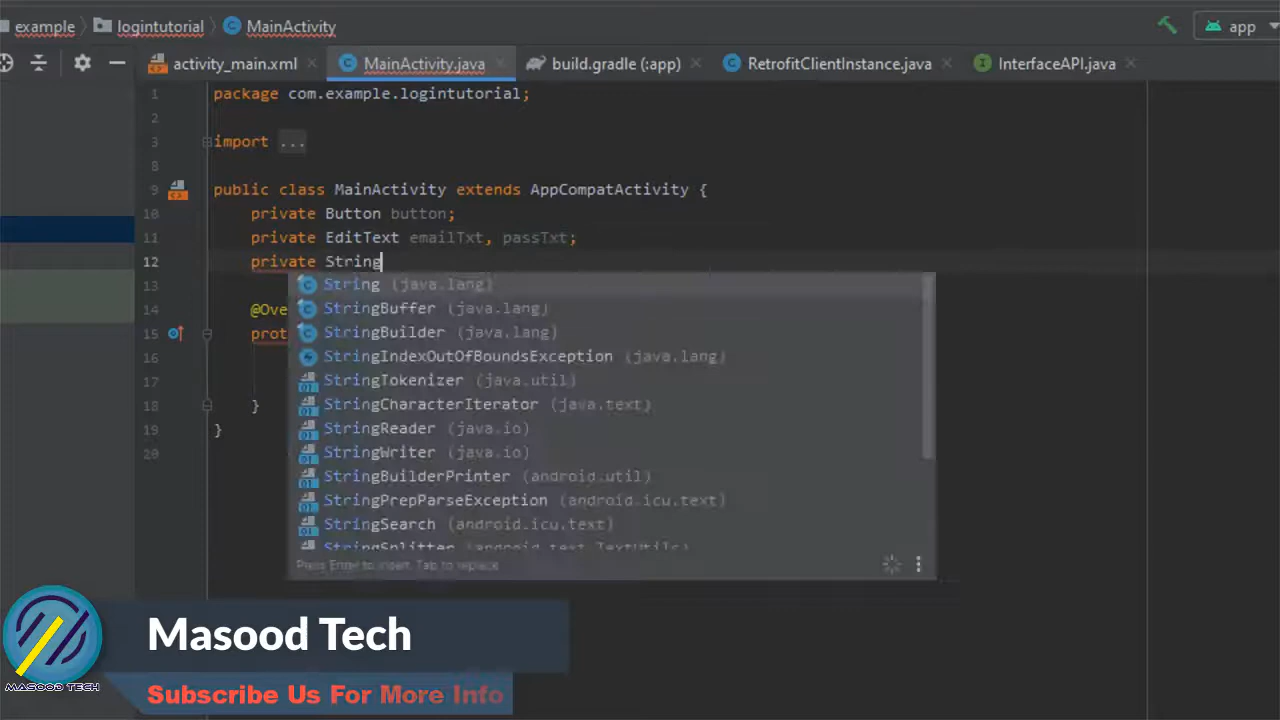 example logintutorial MainActivity app
activity_main.xml MainActivity.java build.gradle (:app) RetrofitClientInstance.java InterfaceAPI.java
1 package com.example.logintutorial;
2
3 import ...
8
9 public class MainActivity extends AppCompatActivity {
10 private Button button;
11 private EditText emailTxt, passTxt;
12 private String
13
14 @Ove
15 prot
16
17
18 }
19 }
20
String (java.lang)
StringBuffer (java.lang)
StringBuilder (java.lang)
StringIndexOutOfBoundsException (java.lang)
StringTokenizer (java.util)
StringCharacterIterator (java.text)
StringReader (java.io)
StringWriter (java.io)
StringBuilderPrinter (android.util)
StringPrepParseException (android.icu.text)
StringSearch (android.icu.text)
StringSplitter (android.text.TextUtils)
Press Enter to insert, Tab to replace
Masood Tech
MASOOD TECH
Subscribe Us For More Info